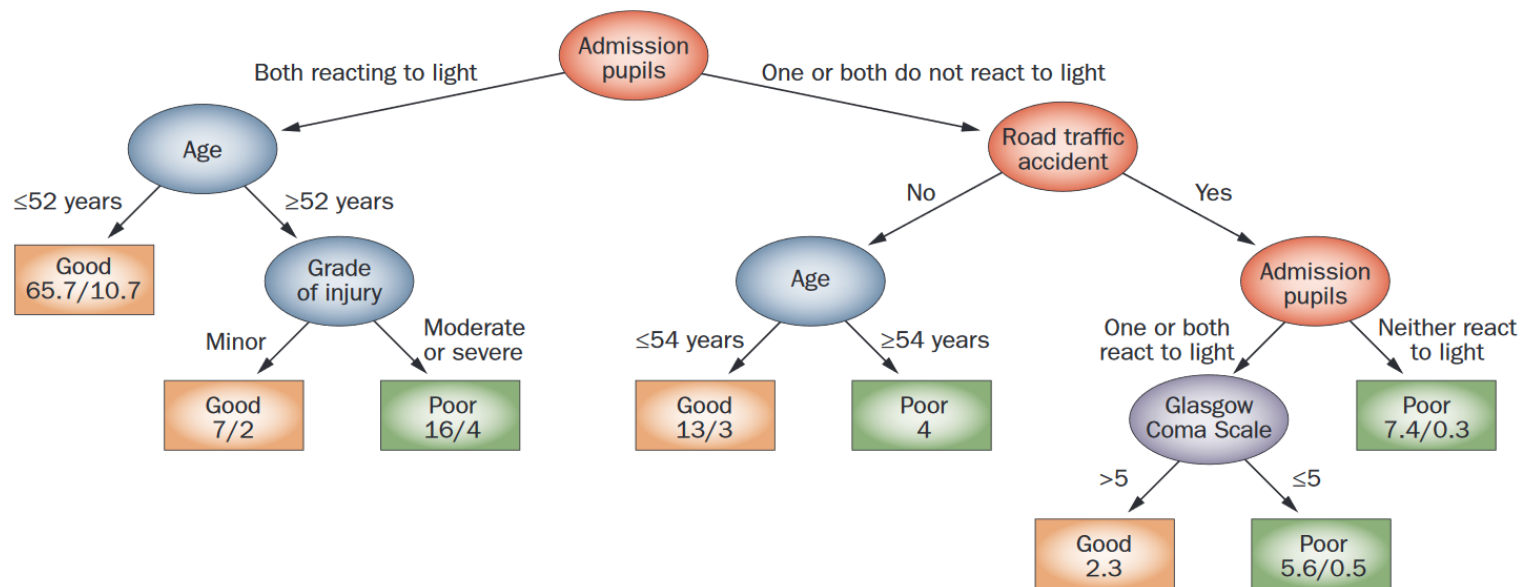 Admission
pupils
Both reacting to light
One or both do not react to light
Age
Road traffic
accident
≤52 years
≥52 years
No
Yes
Good
65.7/10.7
Grade
of injury
Age
Admission
pupils
Minor
Moderate
or severe
≤54 years
≥54 years
One or both
react to light
Neither react
to light
Good
7/2
Poor
16/4
Good
13/3
Poor
4
Glasgow
Coma Scale
Poor
7.4/0.3
>5
≤5
Good
2.3
Poor
5.6/0.5